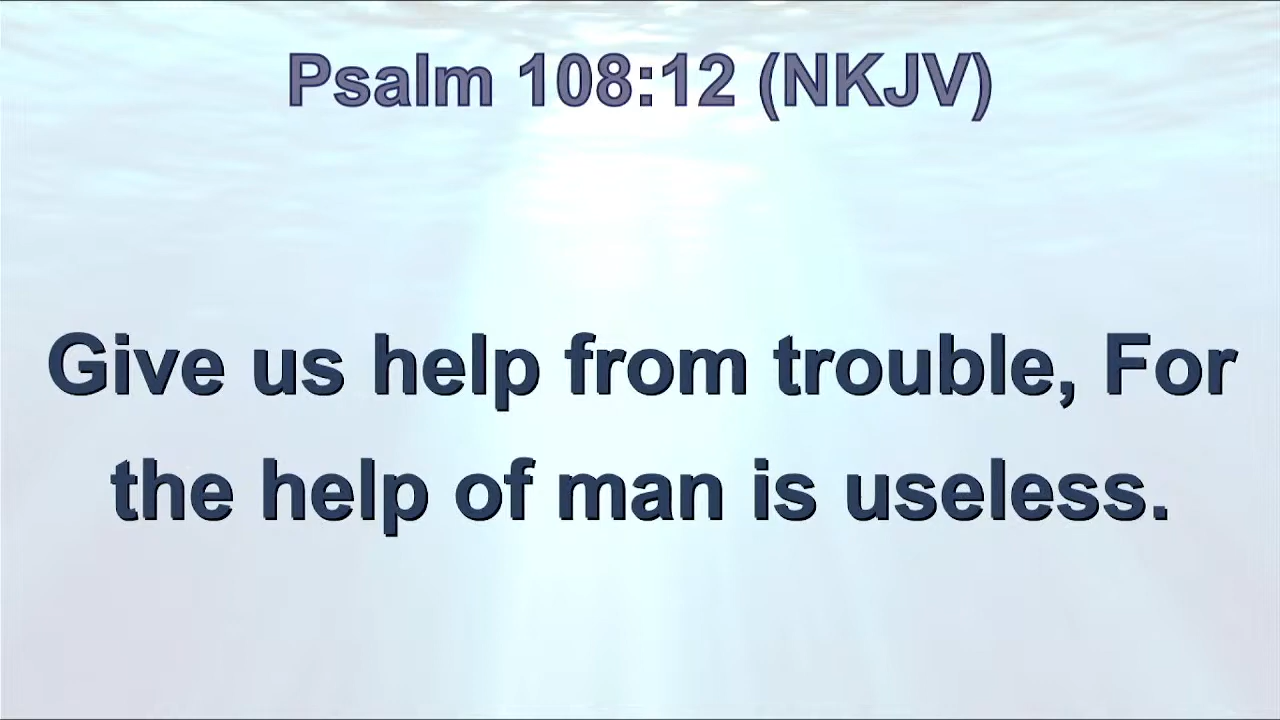 Psalm 108:12 (NKJV)
Give us help from trouble, For
the help of man is useless.